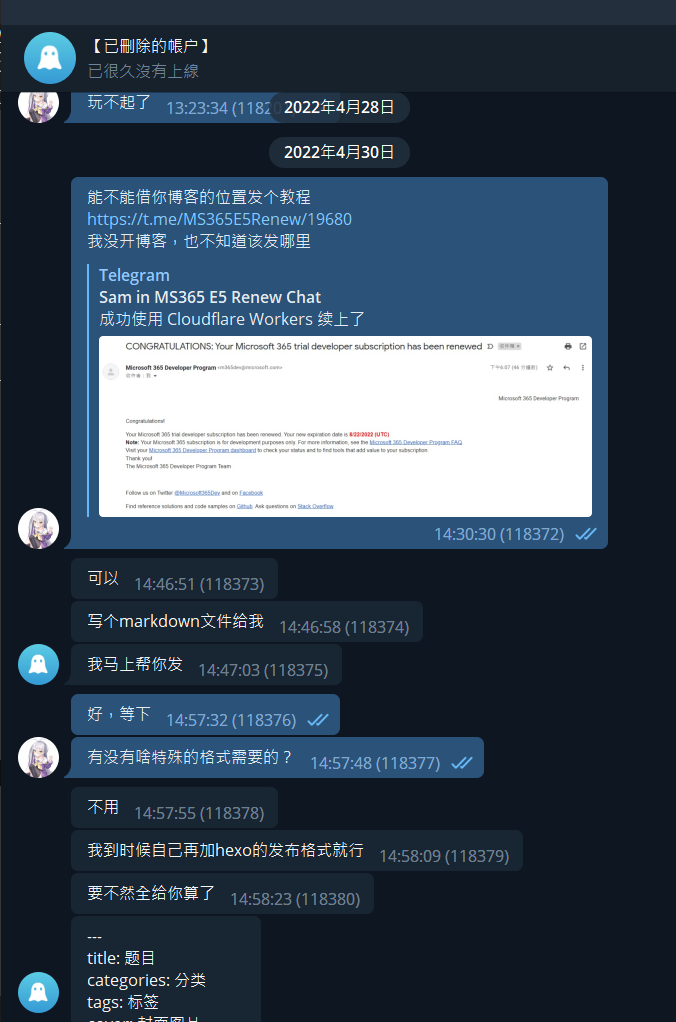 【已刪除的帳户】
已很久沒有上線
玩不起了 13:23:34 (11820
2022年4月28日
2022年4月30日
能不能借你博客的位置发个教程
https://t.me/MS365E5Renew/19680
我没开博客，也不知道该发哪里
Telegram
Sam in MS365 E5 Renew Chat
成功使用 Cloudflare Workers 续上了
CONGRATULATIONS: Your Microsoft 365 trial developer subscription has been renewed
Microsoft 365 Developer Program <m365dev@microsoft.com>
Microsoft 365 Developer Program
Congratulations!
Your Microsoft 365 trial developer subscription has been renewed. Your new expiration date is 8/22/2022 (UTC).
Note: Your Microsoft 365 subscription is for development purposes only. For more information, see the Microsoft 365 Developer Program FAQ.
Visit your Microsoft 365 Developer Program dashboard to check your status and to find tools that add value to your subscription.
Thank you!
The Microsoft 365 Developer Program Team
Follow us on Twitter @Microsoft365Dev and on Facebook
Find reference solutions and code samples on Github. Ask questions on Stack Overflow
14:30:30 (118372)
可以 14:46:51 (118373)
写个markdown文件给我 14:46:58 (118374)
我马上帮你发 14:47:03 (118375)
好，等下 14:57:32 (118376)
有没有啥特殊的格式需要的？ 14:57:48 (118377)
不用 14:57:55 (118378)
我到时候自己再加hexo的发布格式就行 14:58:09 (118379)
要不然全给你算了 14:58:23 (118380)
---
title: 题目
categories: 分类
tags: 标签
cover: 封面图片